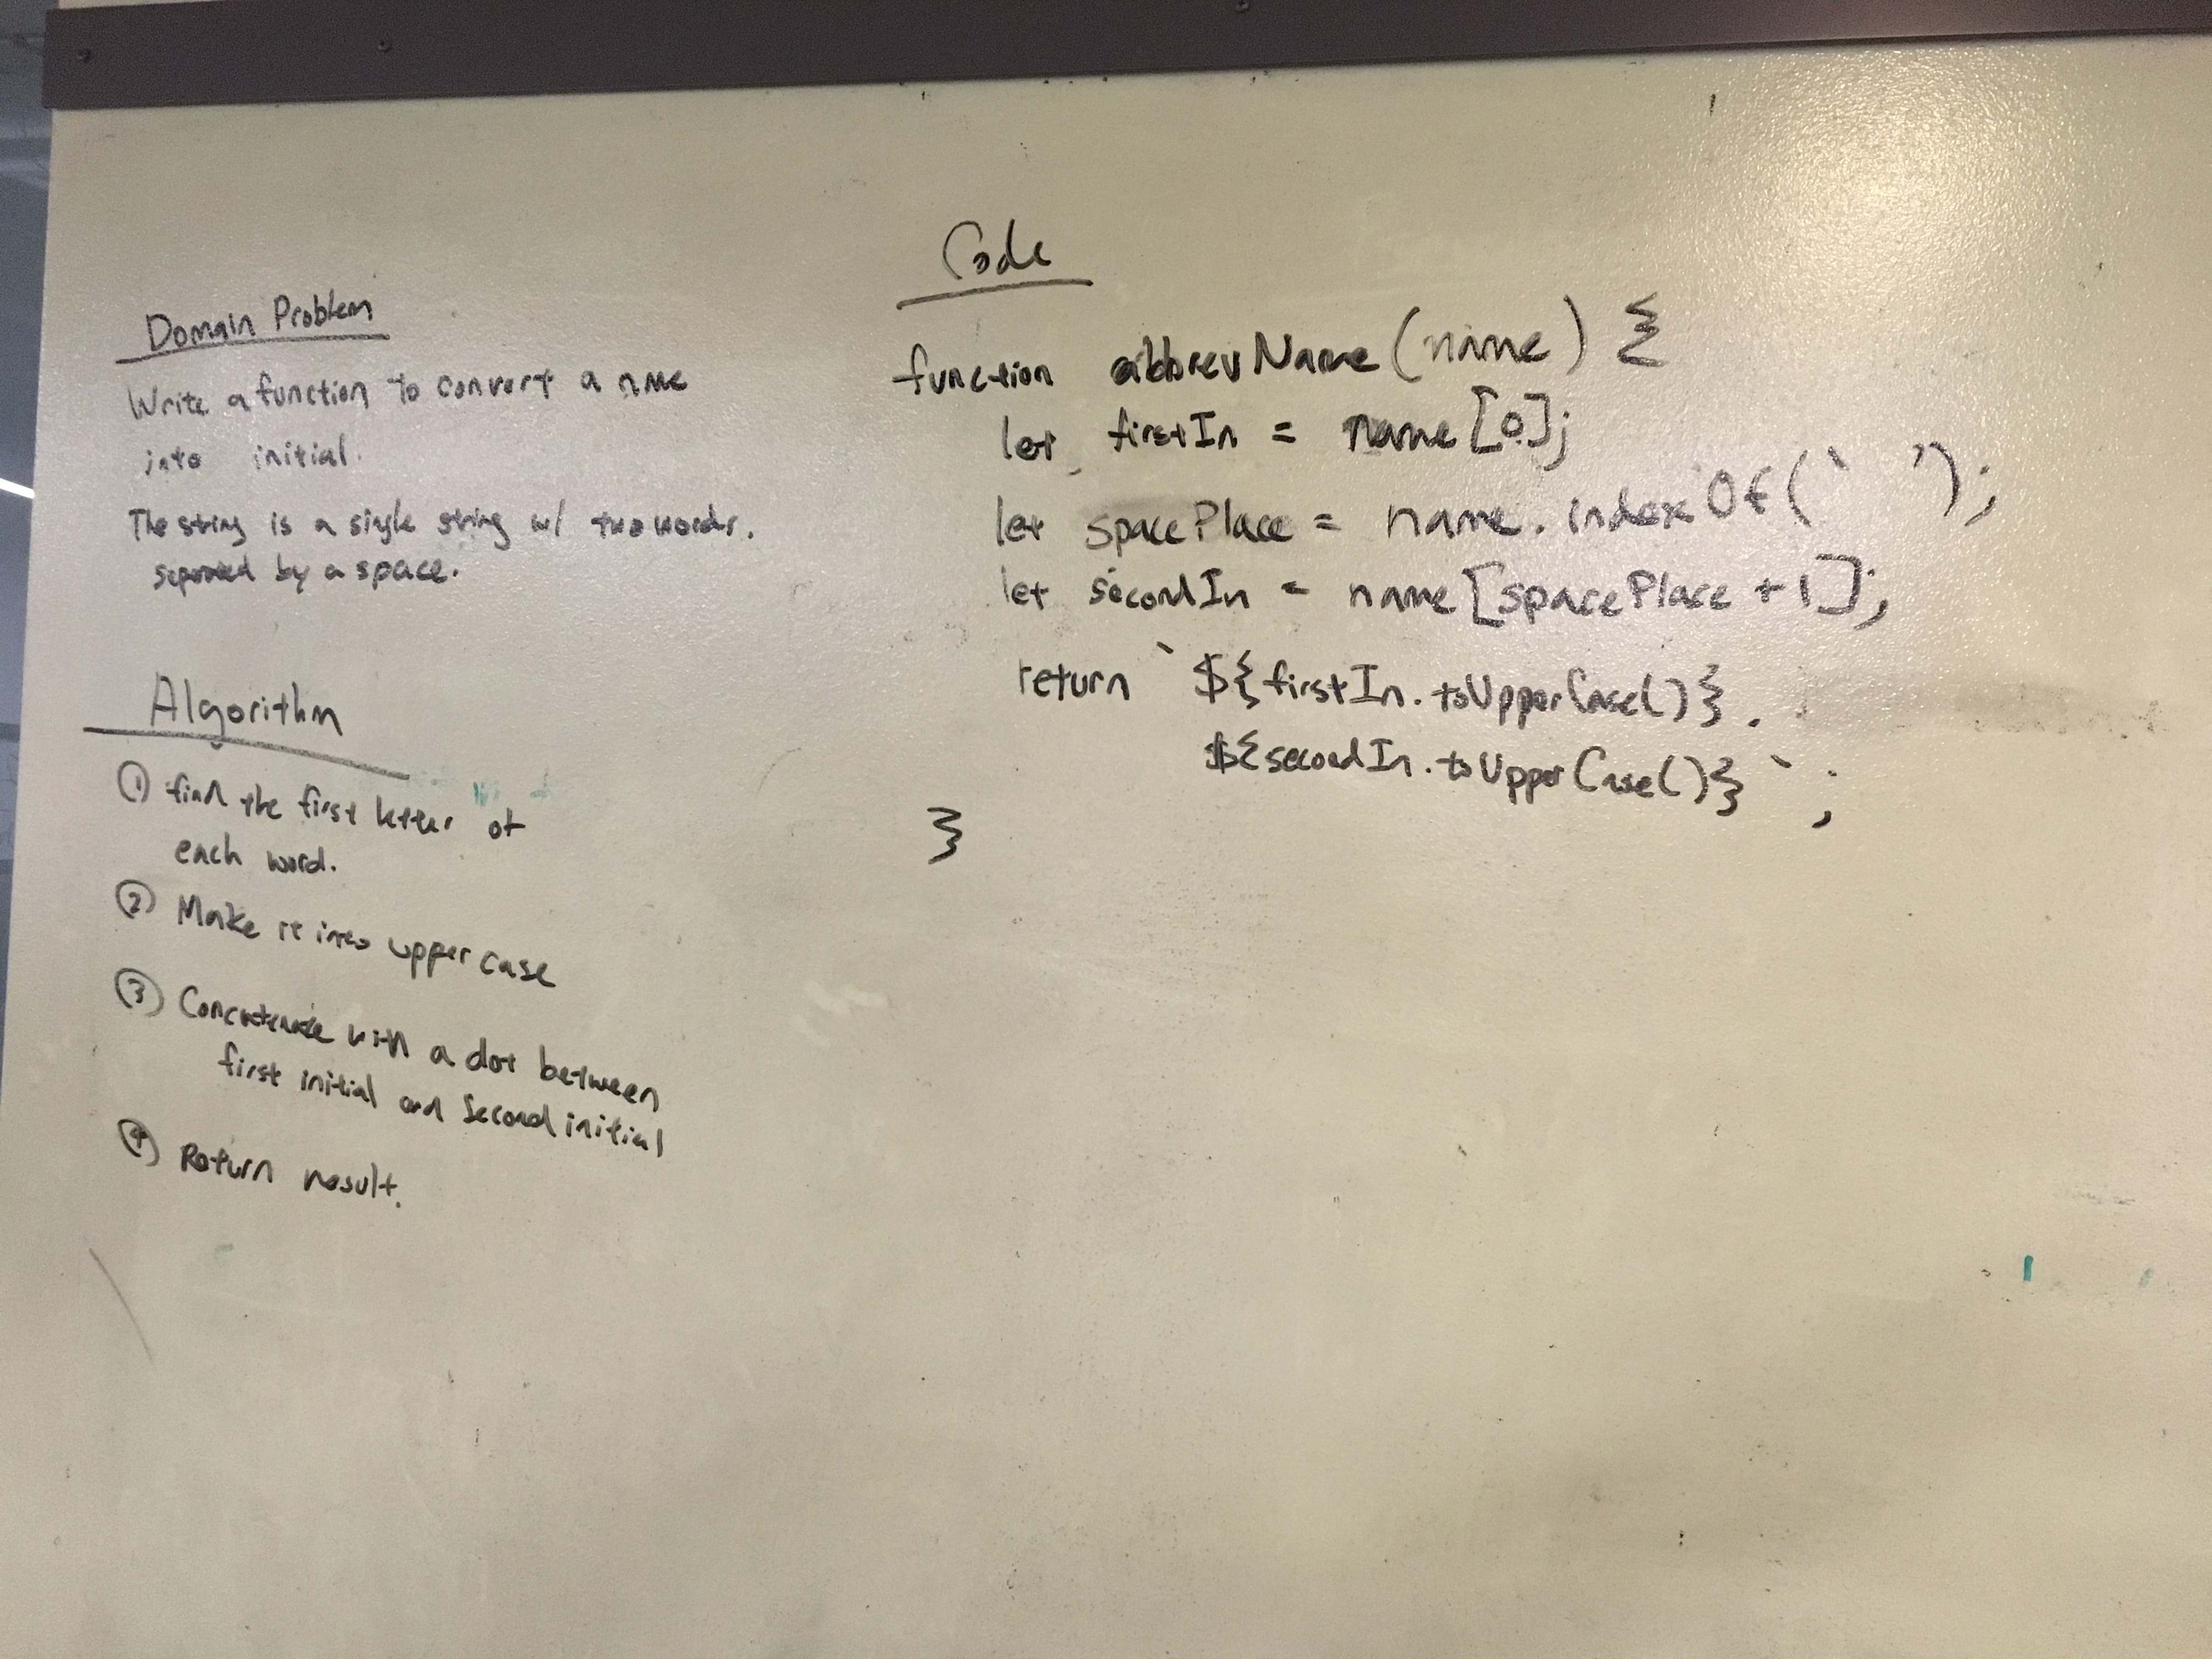 Domain Problem
Write a function to convert a name
into initial.
The string is a single string w/ two words.
separated by a space.
Algorithm
① find the first letter of
each word.
② Make it into upper case
③ Concatenate with a dot between
first initial and second initial
④ Return result.
Code
function abbrevName(name) {
let firstIn = name[0];
let spacePlace = name.indexOf(` ');
let secondIn = name[spacePlace +1];
return `${firstIn.toUpperCase()}.
${secondIn.toUpperCase()}`;
}